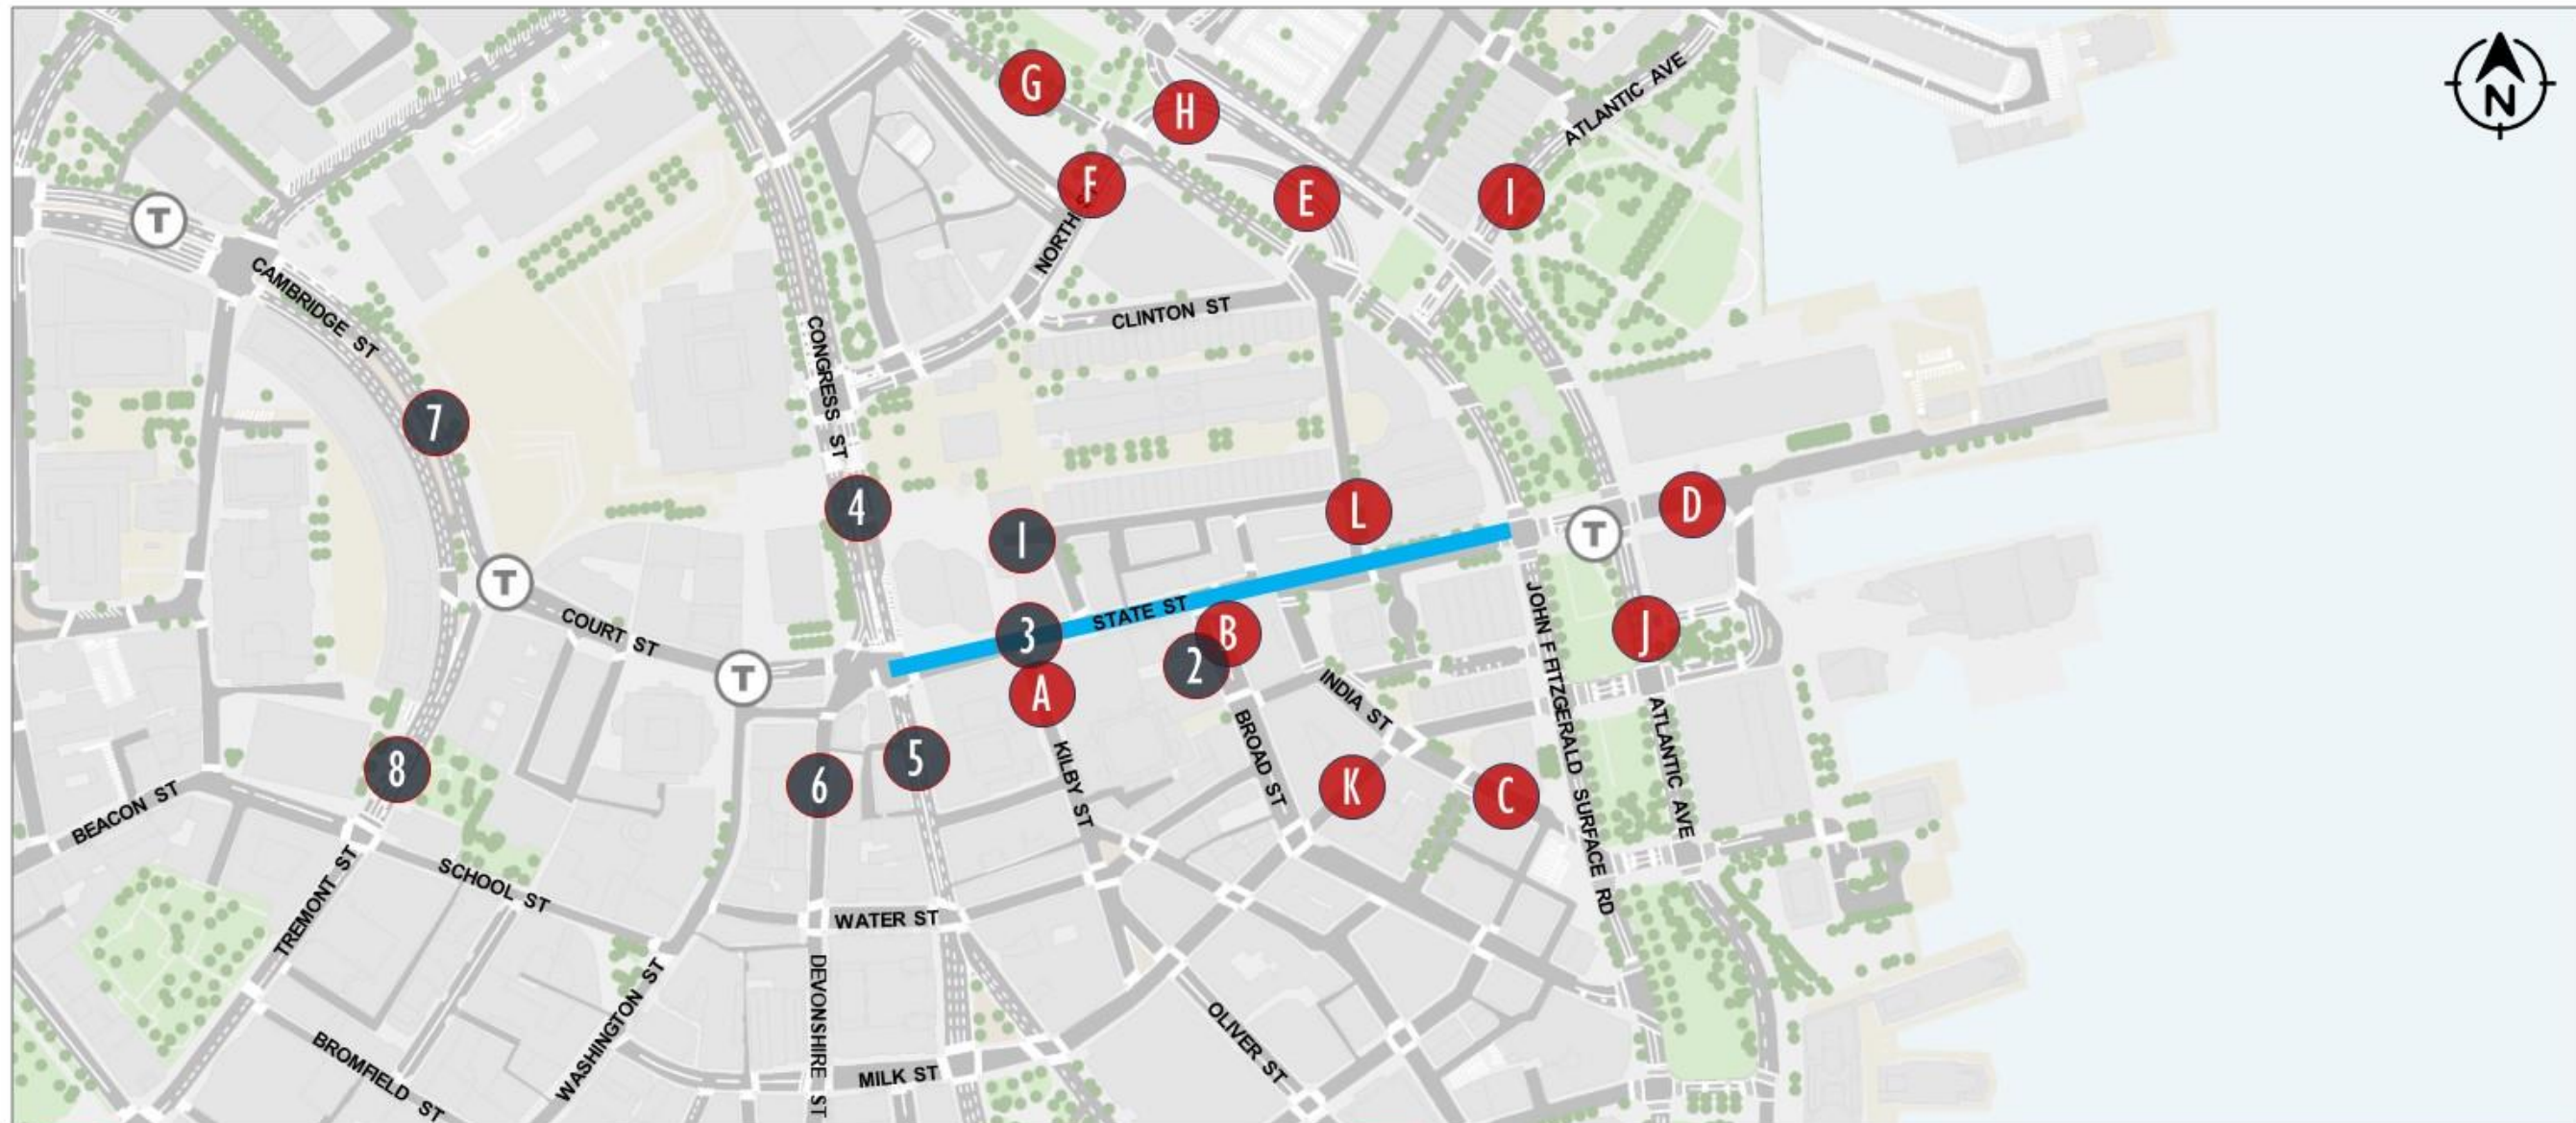 G
H
ATLANTIC AVE
N
F
E
I
T
NORTH
CAMBRIDGE ST
CLINTON ST
CONGRESS ST
7
4
L
D
I
T
T
COURT ST
STATE ST
3
B
J
2
T
A
INDIA ST
JOHN F FITZGERALD SURFACE RD
ATLANTIC AVE
BROAD ST
KILBY ST
5
6
8
K
C
BEACON ST
SCHOOL ST
TREMONT ST
WATER ST
DEVONSHIRE ST
WASHINGTON ST
OLIVER ST
BROMFIELD ST
MILK ST